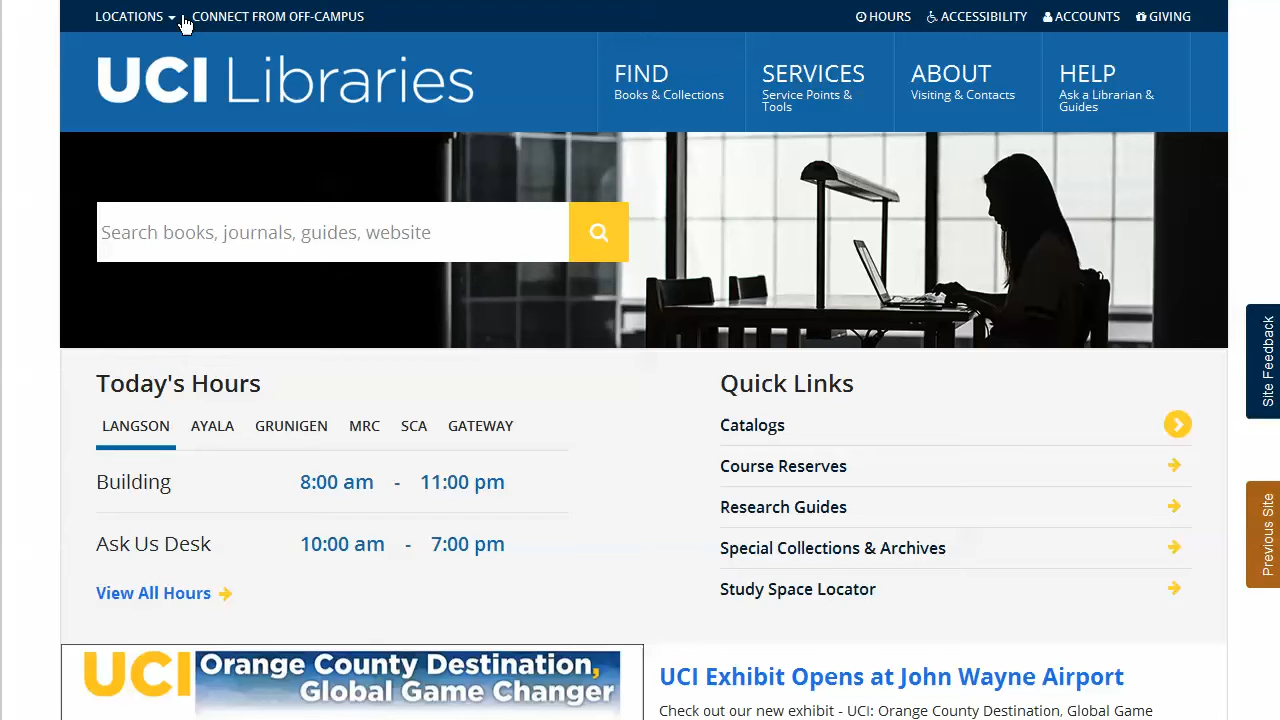 LOCATIONS CONNECT FROM OFF-CAMPUS HOURS ACCESSIBILITY ACCOUNTS GIVING
UCI Libraries
FIND
Books & Collections
SERVICES
Service Points &
Tools
ABOUT
Visiting & Contacts
HELP
Ask a Librarian &
Guides
Search books, journals, guides, website
Today's Hours
LANGSON AYALA GRUNIGEN MRC SCA GATEWAY
Building 8:00 am - 11:00 pm
Ask Us Desk 10:00 am - 7:00 pm
View All Hours
Quick Links
Catalogs
Course Reserves
Research Guides
Special Collections & Archives
Study Space Locator
Site Feedback
Previous Site
UCI Orange County Destination,
Global Game Changer
UCI Exhibit Opens at John Wayne Airport
Check out our new exhibit - UCI: Orange County Destination, Global Game